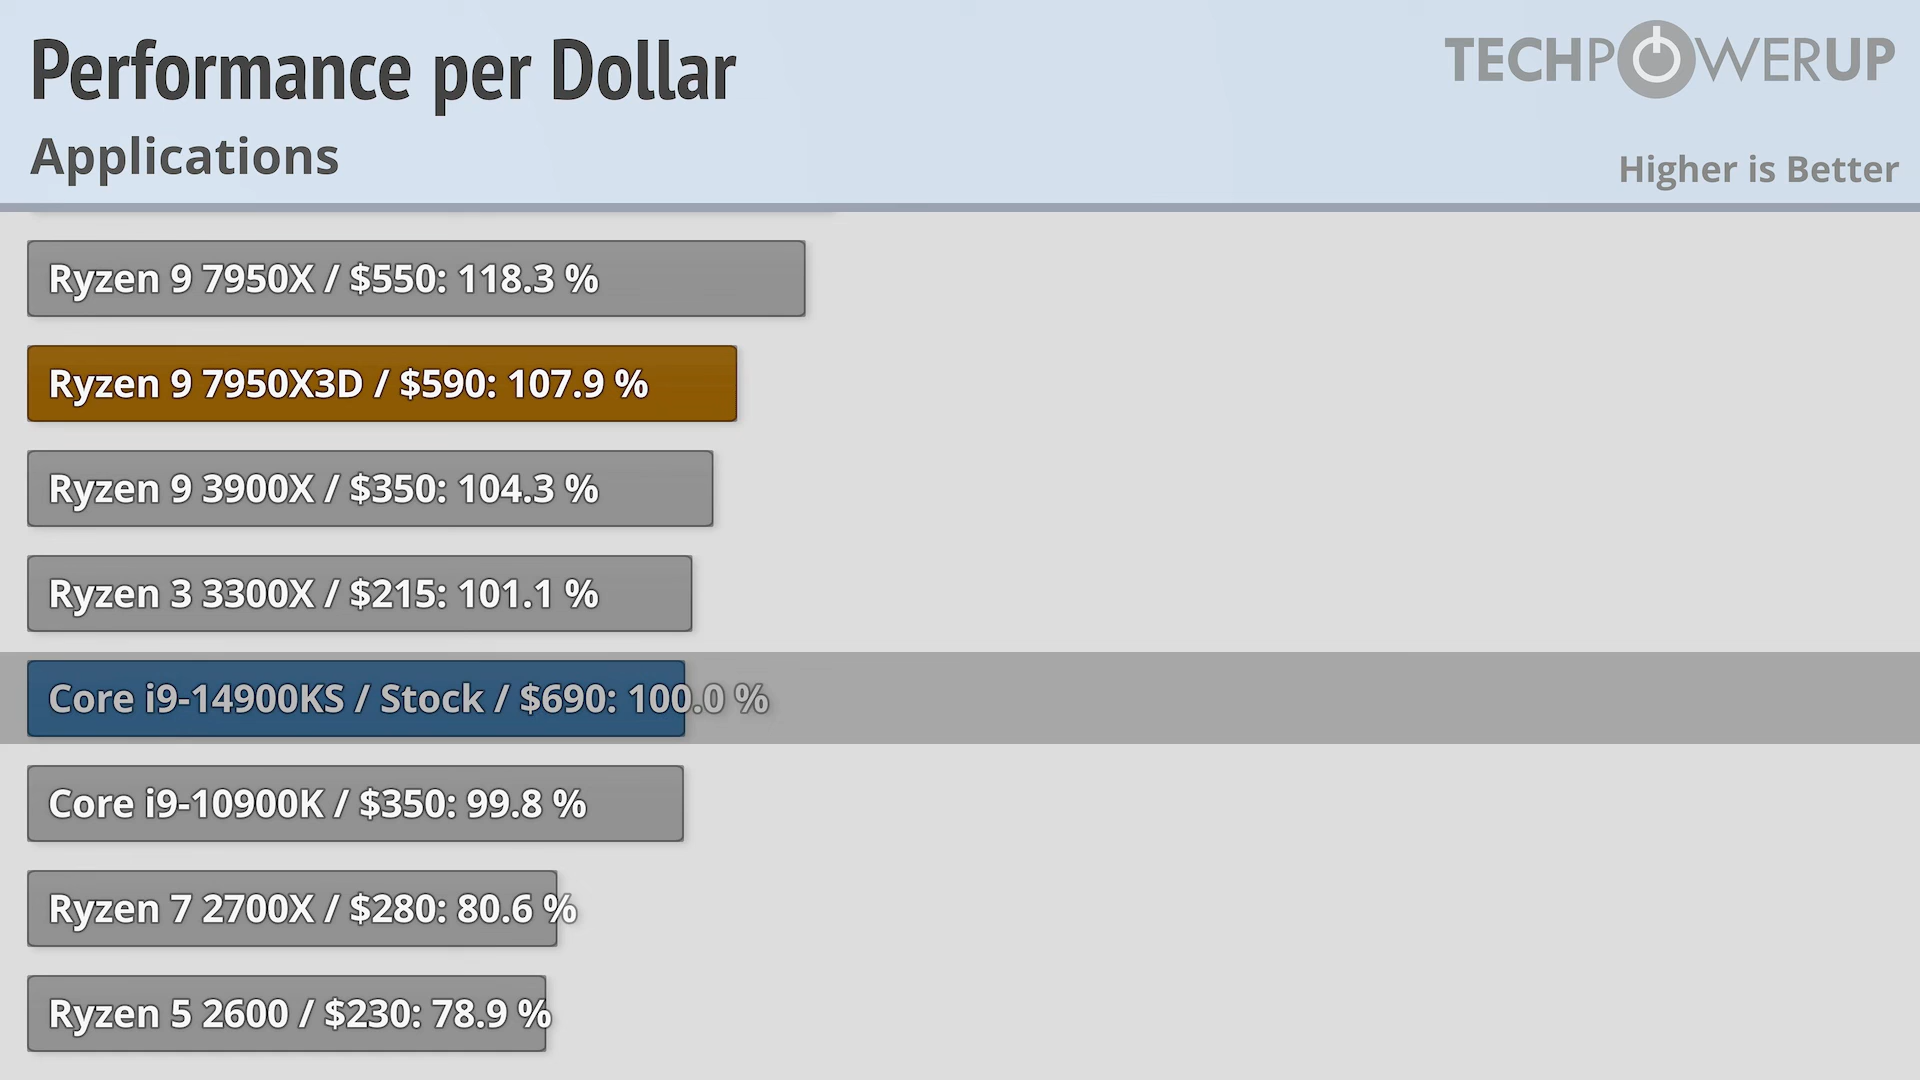 Performance per Dollar
TECHPOWERUP
Applications
Higher is Better
Ryzen 9 7950X / $550: 118.3 %
Ryzen 9 7950X3D / $590: 107.9 %
Ryzen 9 3900X / $350: 104.3 %
Ryzen 3 3300X / $215: 101.1 %
Core i9-14900KS / Stock / $690: 100.0 %
Core i9-10900K / $350: 99.8 %
Ryzen 7 2700X / $280: 80.6 %
Ryzen 5 2600 / $230: 78.9 %